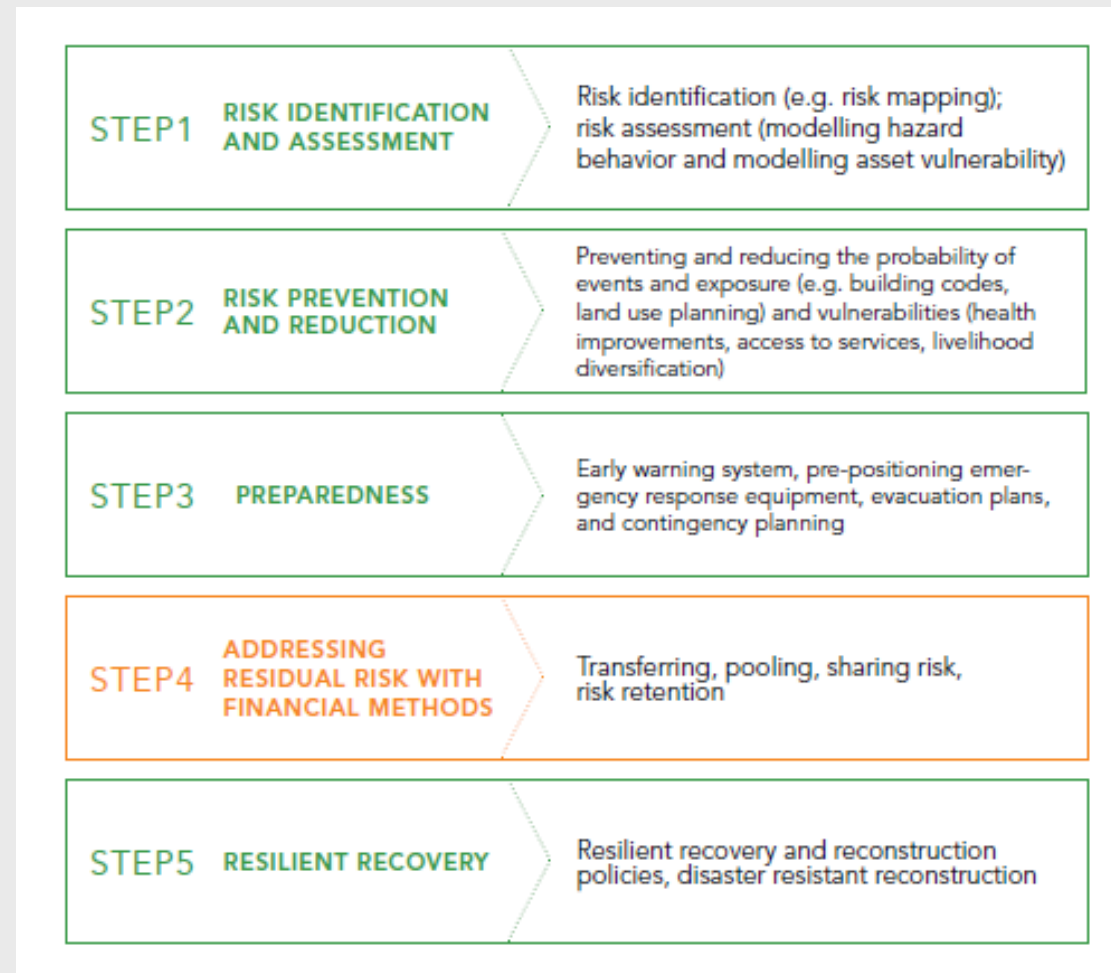 STEP1
RISK IDENTIFICATION
AND ASSESSMENT
Risk identification (e.g. risk mapping);
risk assessment (modelling hazard
behavior and modelling asset vulnerability)
STEP2
RISK PREVENTION
AND REDUCTION
Preventing and reducing the probability of
events and exposure (e.g. building codes,
land use planning) and vulnerabilities (health
improvements, access to services, livelihood
diversification)
STEP3
PREPAREDNESS
Early warning system, pre-positioning emer-
gency response equipment, evacuation plans,
and contingency planning
STEP4
ADDRESSING
RESIDUAL RISK WITH
FINANCIAL METHODS
Transferring, pooling, sharing risk,
risk retention
STEP5
RESILIENT RECOVERY
Resilient recovery and reconstruction
policies, disaster resistant reconstruction